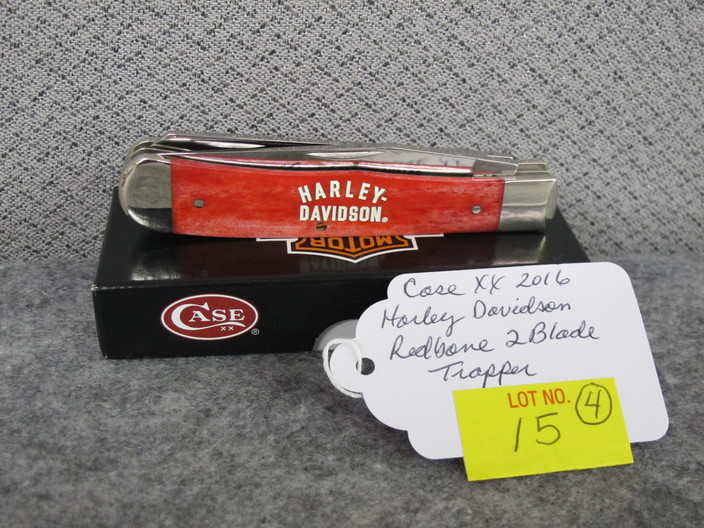 HARLEY-
DAVIDSON®
MOTOR
CASE
XX
®
Case XX 2016
Harley Davidson
Redbone 2 Blade
Trapper
LOT NO.
15
4